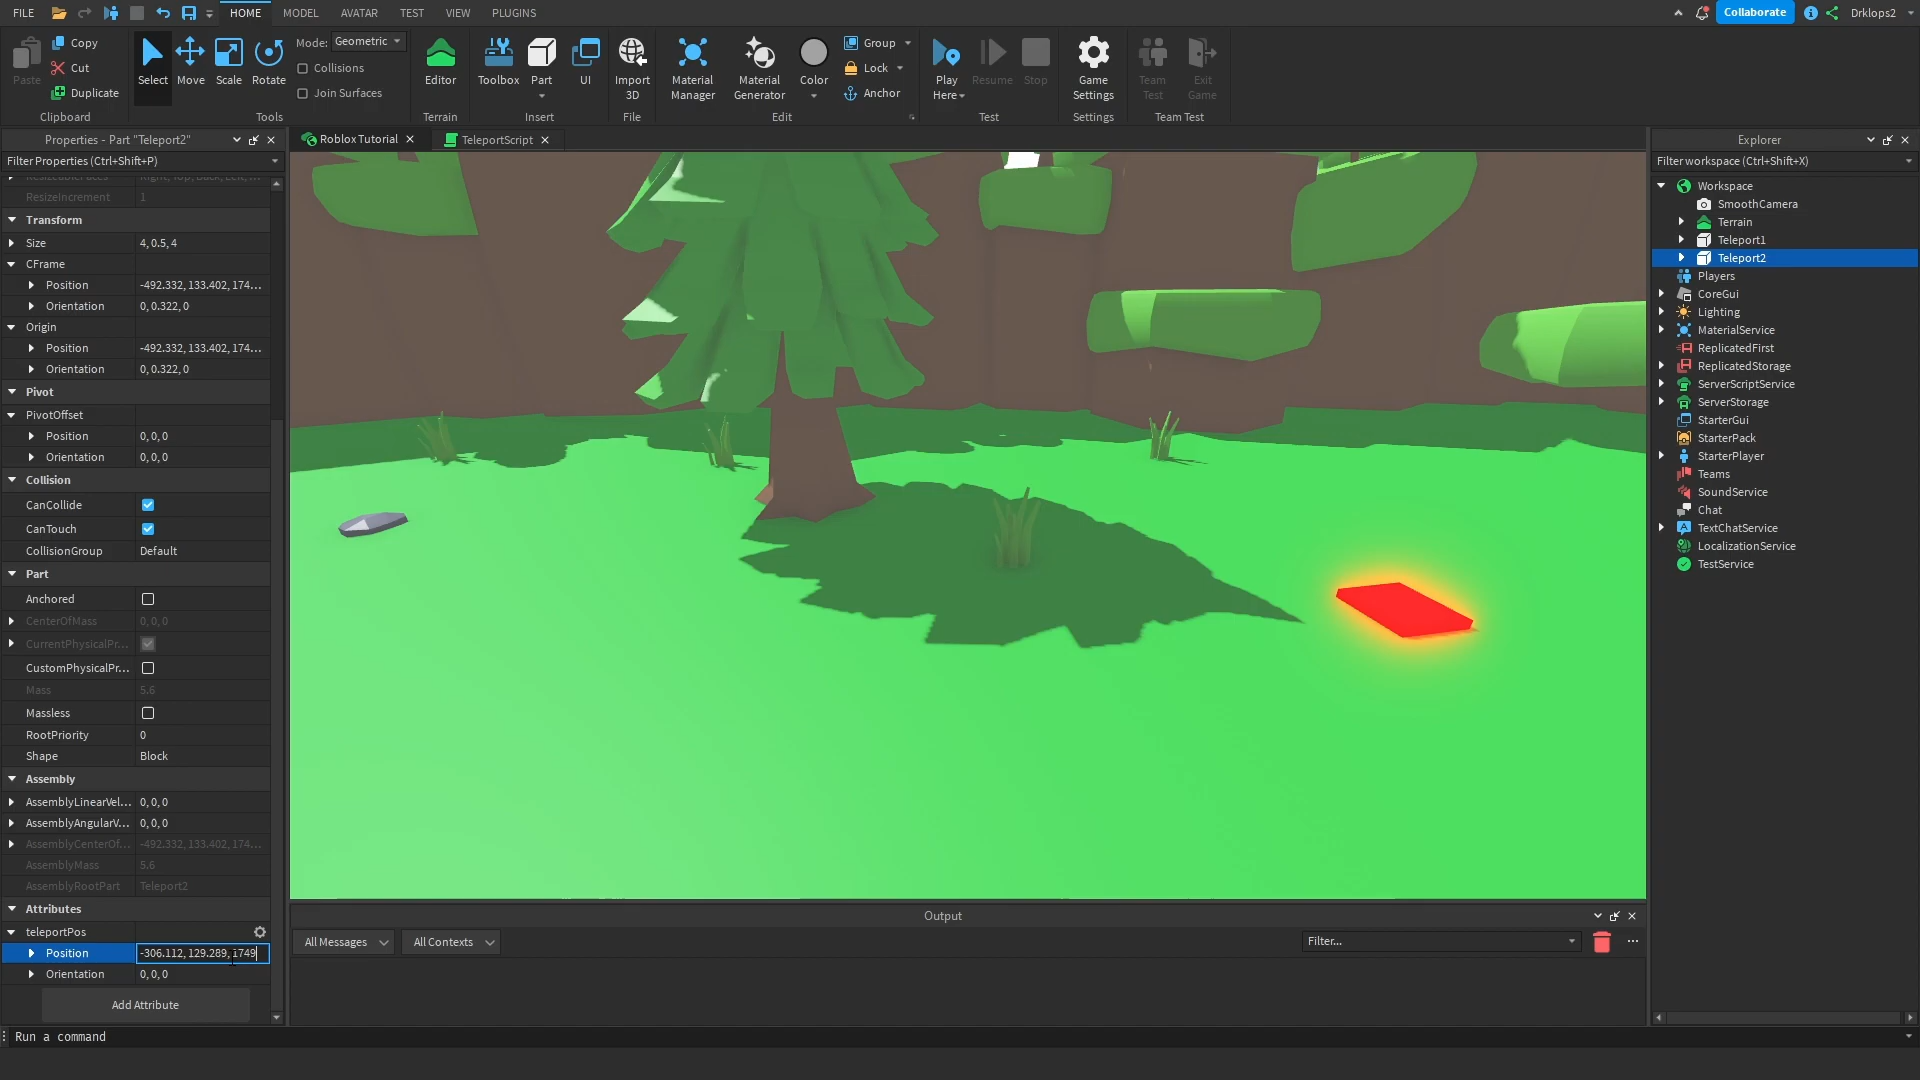 FILE
HOME
MODEL
AVATAR
TEST
VIEW
PLUGINS
Collaborate
Drklops2
Paste
Copy
Cut
Duplicate
Clipboard
Select
Move
Scale
Rotate
Mode: Geometric
Collisions
Join Surfaces
Tools
Editor
Terrain
Toolbox
Part
UI
Insert
Import
3D
File
Material
Manager
Material
Generator
Color
Group
Lock
Anchor
Edit
Play
Here
Resume
Stop
Test
Game
Settings
Settings
Team
Test
Exit
Game
Team Test
Properties - Part "Teleport2"
Filter Properties (Ctrl+Shift+P)
ResizeIncrement 1
Transform
Size 4, 0.5, 4
CFrame
Position -492.332, 133.402, 174...
Orientation 0, 0.322, 0
Origin
Position -492.332, 133.402, 174...
Orientation 0, 0.322, 0
Pivot
PivotOffset
Position 0, 0, 0
Orientation 0, 0, 0
Collision
CanCollide
CanTouch
CollisionGroup Default
Part
Anchored
CenterOfMass 0, 0, 0
CurrentPhysicalPr...
CustomPhysicalPr...
Mass 5.6
Massless
RootPriority 0
Shape Block
Assembly
AssemblyLinearVel... 0, 0, 0
AssemblyAngularV... 0, 0, 0
AssemblyCenterOf... -492.332, 133.402, 174...
AssemblyMass 5.6
AssemblyRootPart Teleport2
Attributes
teleportPos
Position -306.112, 129.289, 1749
Orientation 0, 0, 0
Add Attribute
Roblox Tutorial
TeleportScript
Output
All Messages
All Contexts
Filter...
Explorer
Filter workspace (Ctrl+Shift+X)
Workspace
SmoothCamera
Terrain
Teleport1
Teleport2
Players
CoreGui
Lighting
MaterialService
ReplicatedFirst
ReplicatedStorage
ServerScriptService
ServerStorage
StarterGui
StarterPack
StarterPlayer
Teams
SoundService
Chat
TextChatService
LocalizationService
TestService
Run a command